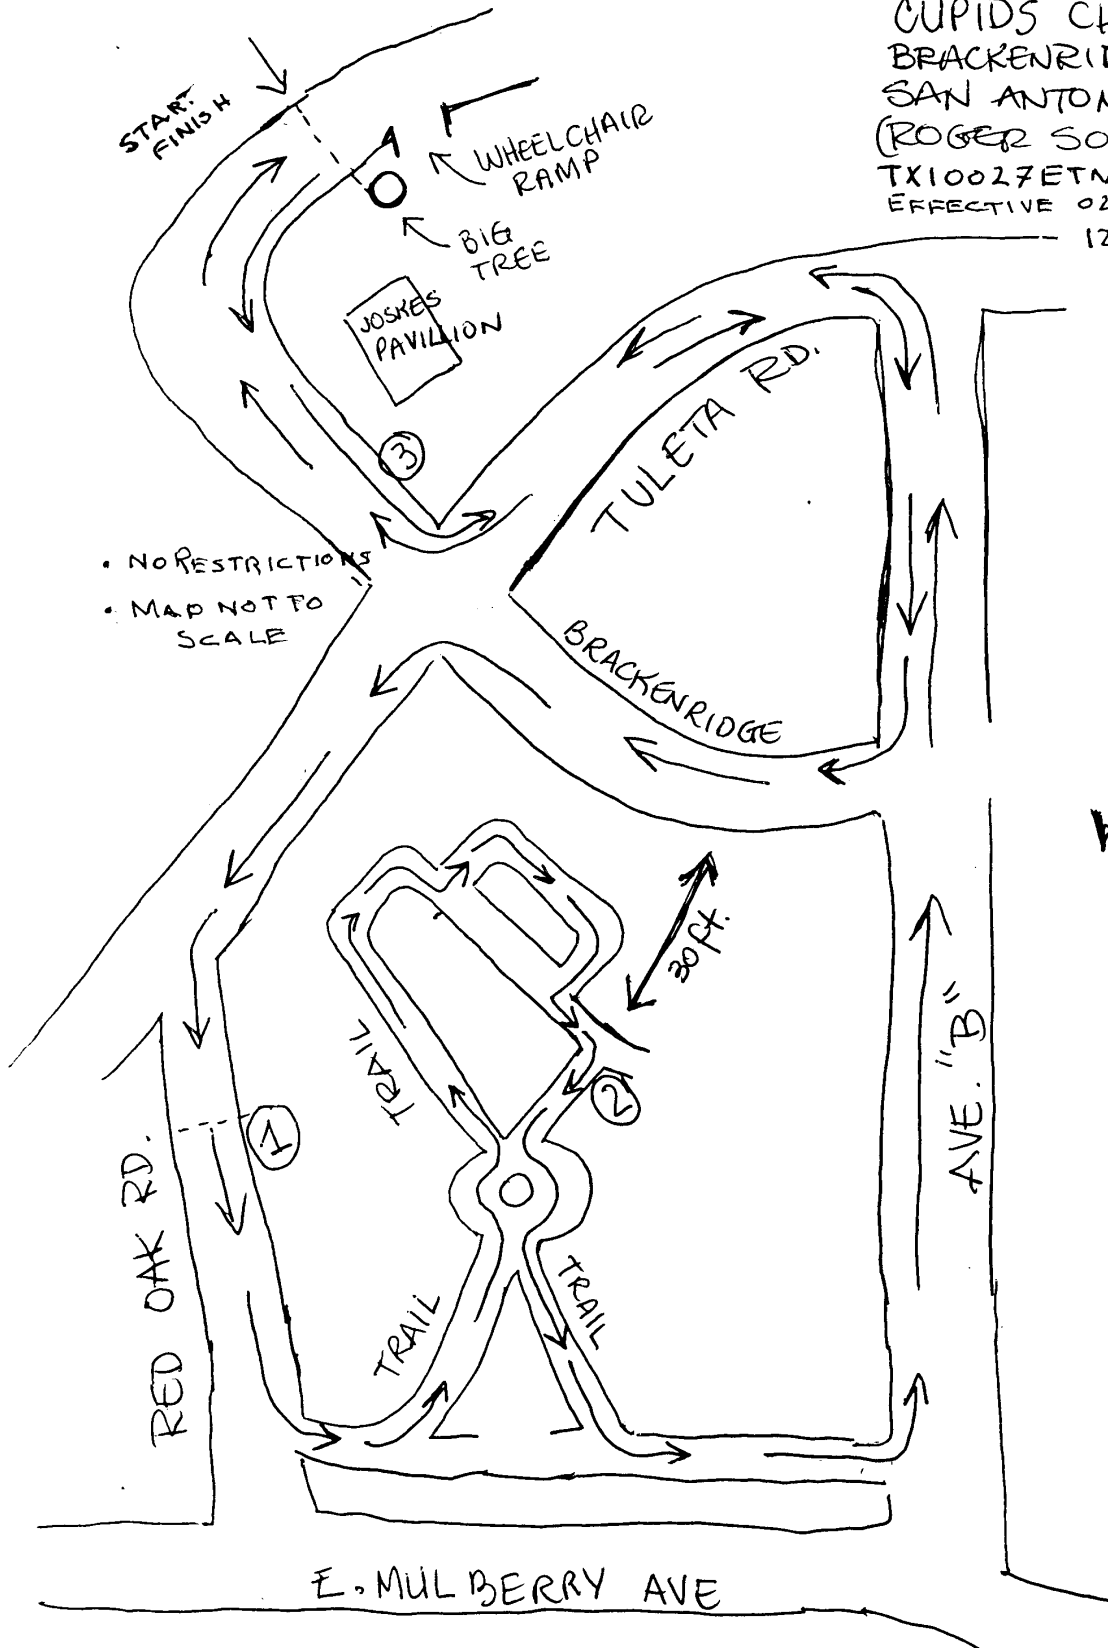 CUPIDS CH
BRACKENRID
SAN ANTON
(ROGER SO
TX10027ETM
EFFECTIVE 02
12
START
FINISH
WHEELCHAIR
RAMP
BIG
TREE
JOSKES
PAVILLION
TULETA RD.
3
• NO RESTRICTIONS
• MAP NOT TO
SCALE
BRACKENRIDGE
30 ft.
TRAIL
2
AVE. "B"
1
RED OAK RD.
TRAIL
TRAIL
E. MULBERRY AVE